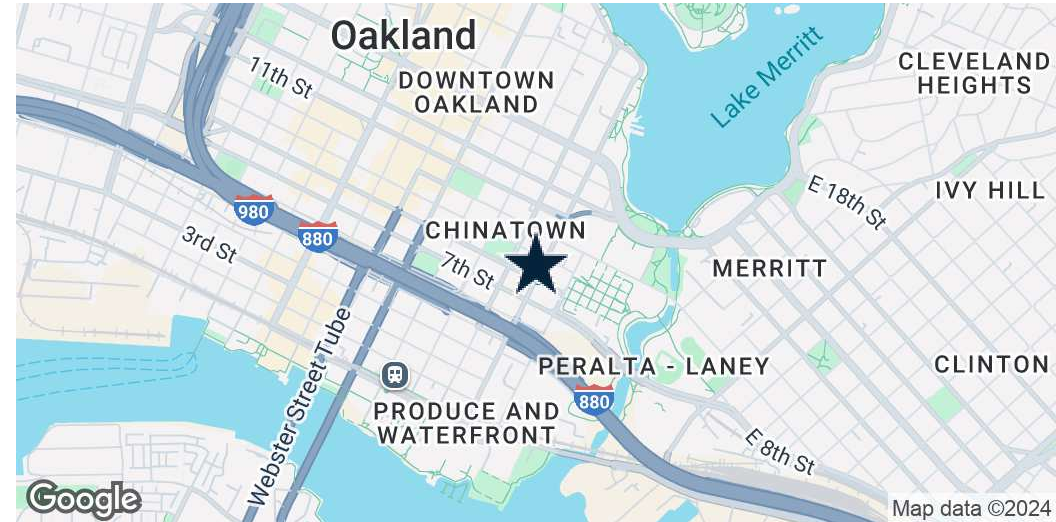 Oakland
11th St
DOWNTOWN
OAKLAND
Lake Merritt
CLEVELAND
HEIGHTS
E 18th St
IVY HILL
980
880
CHINATOWN
3rd St
7th St
MERRITT
Webster Street Tube
PERALTA - LANEY
CLINTON
880
PRODUCE AND
WATERFRONT
E 8th St
Google
Map data ©2024